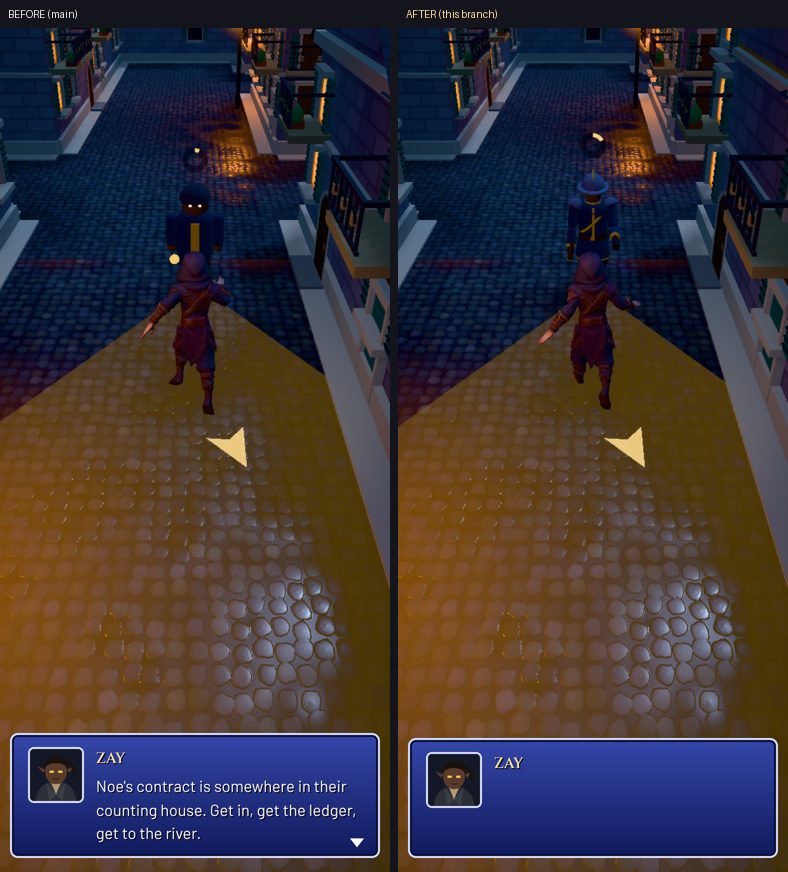 BEFORE (main)
AFTER (this branch)
ZAY
Noe's contract is somewhere in their
counting house. Get in, get the ledger,
get to the river.
ZAY